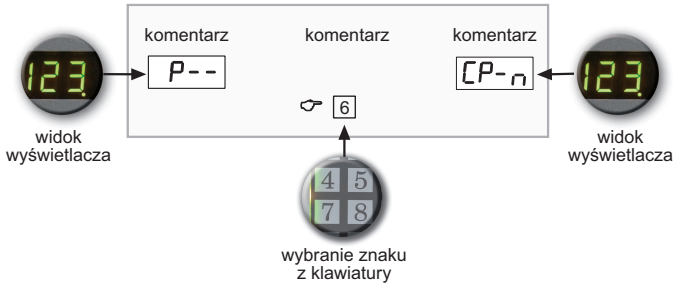 komentarz komentarz komentarz
123. P-- CP-n 123.
6
widok
wyświetlacza
widok
wyświetlacza
4 5
7 8
wybranie znaku
z klawiatury